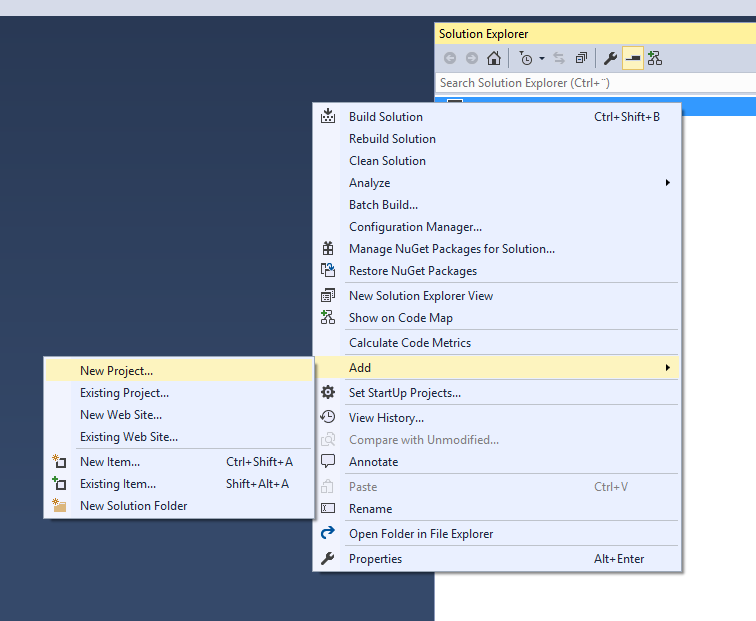 Solution Explorer
Search Solution Explorer (Ctrl+¨)
Build Solution Ctrl+Shift+B
Rebuild Solution
Clean Solution
Analyze
Batch Build...
Configuration Manager...
Manage NuGet Packages for Solution...
Restore NuGet Packages
New Solution Explorer View
Show on Code Map
Calculate Code Metrics
Add
Set StartUp Projects...
View History...
Compare with Unmodified...
Annotate
Paste Ctrl+V
Rename
Open Folder in File Explorer
Properties Alt+Enter
New Project...
Existing Project...
New Web Site...
Existing Web Site...
New Item... Ctrl+Shift+A
Existing Item... Shift+Alt+A
New Solution Folder